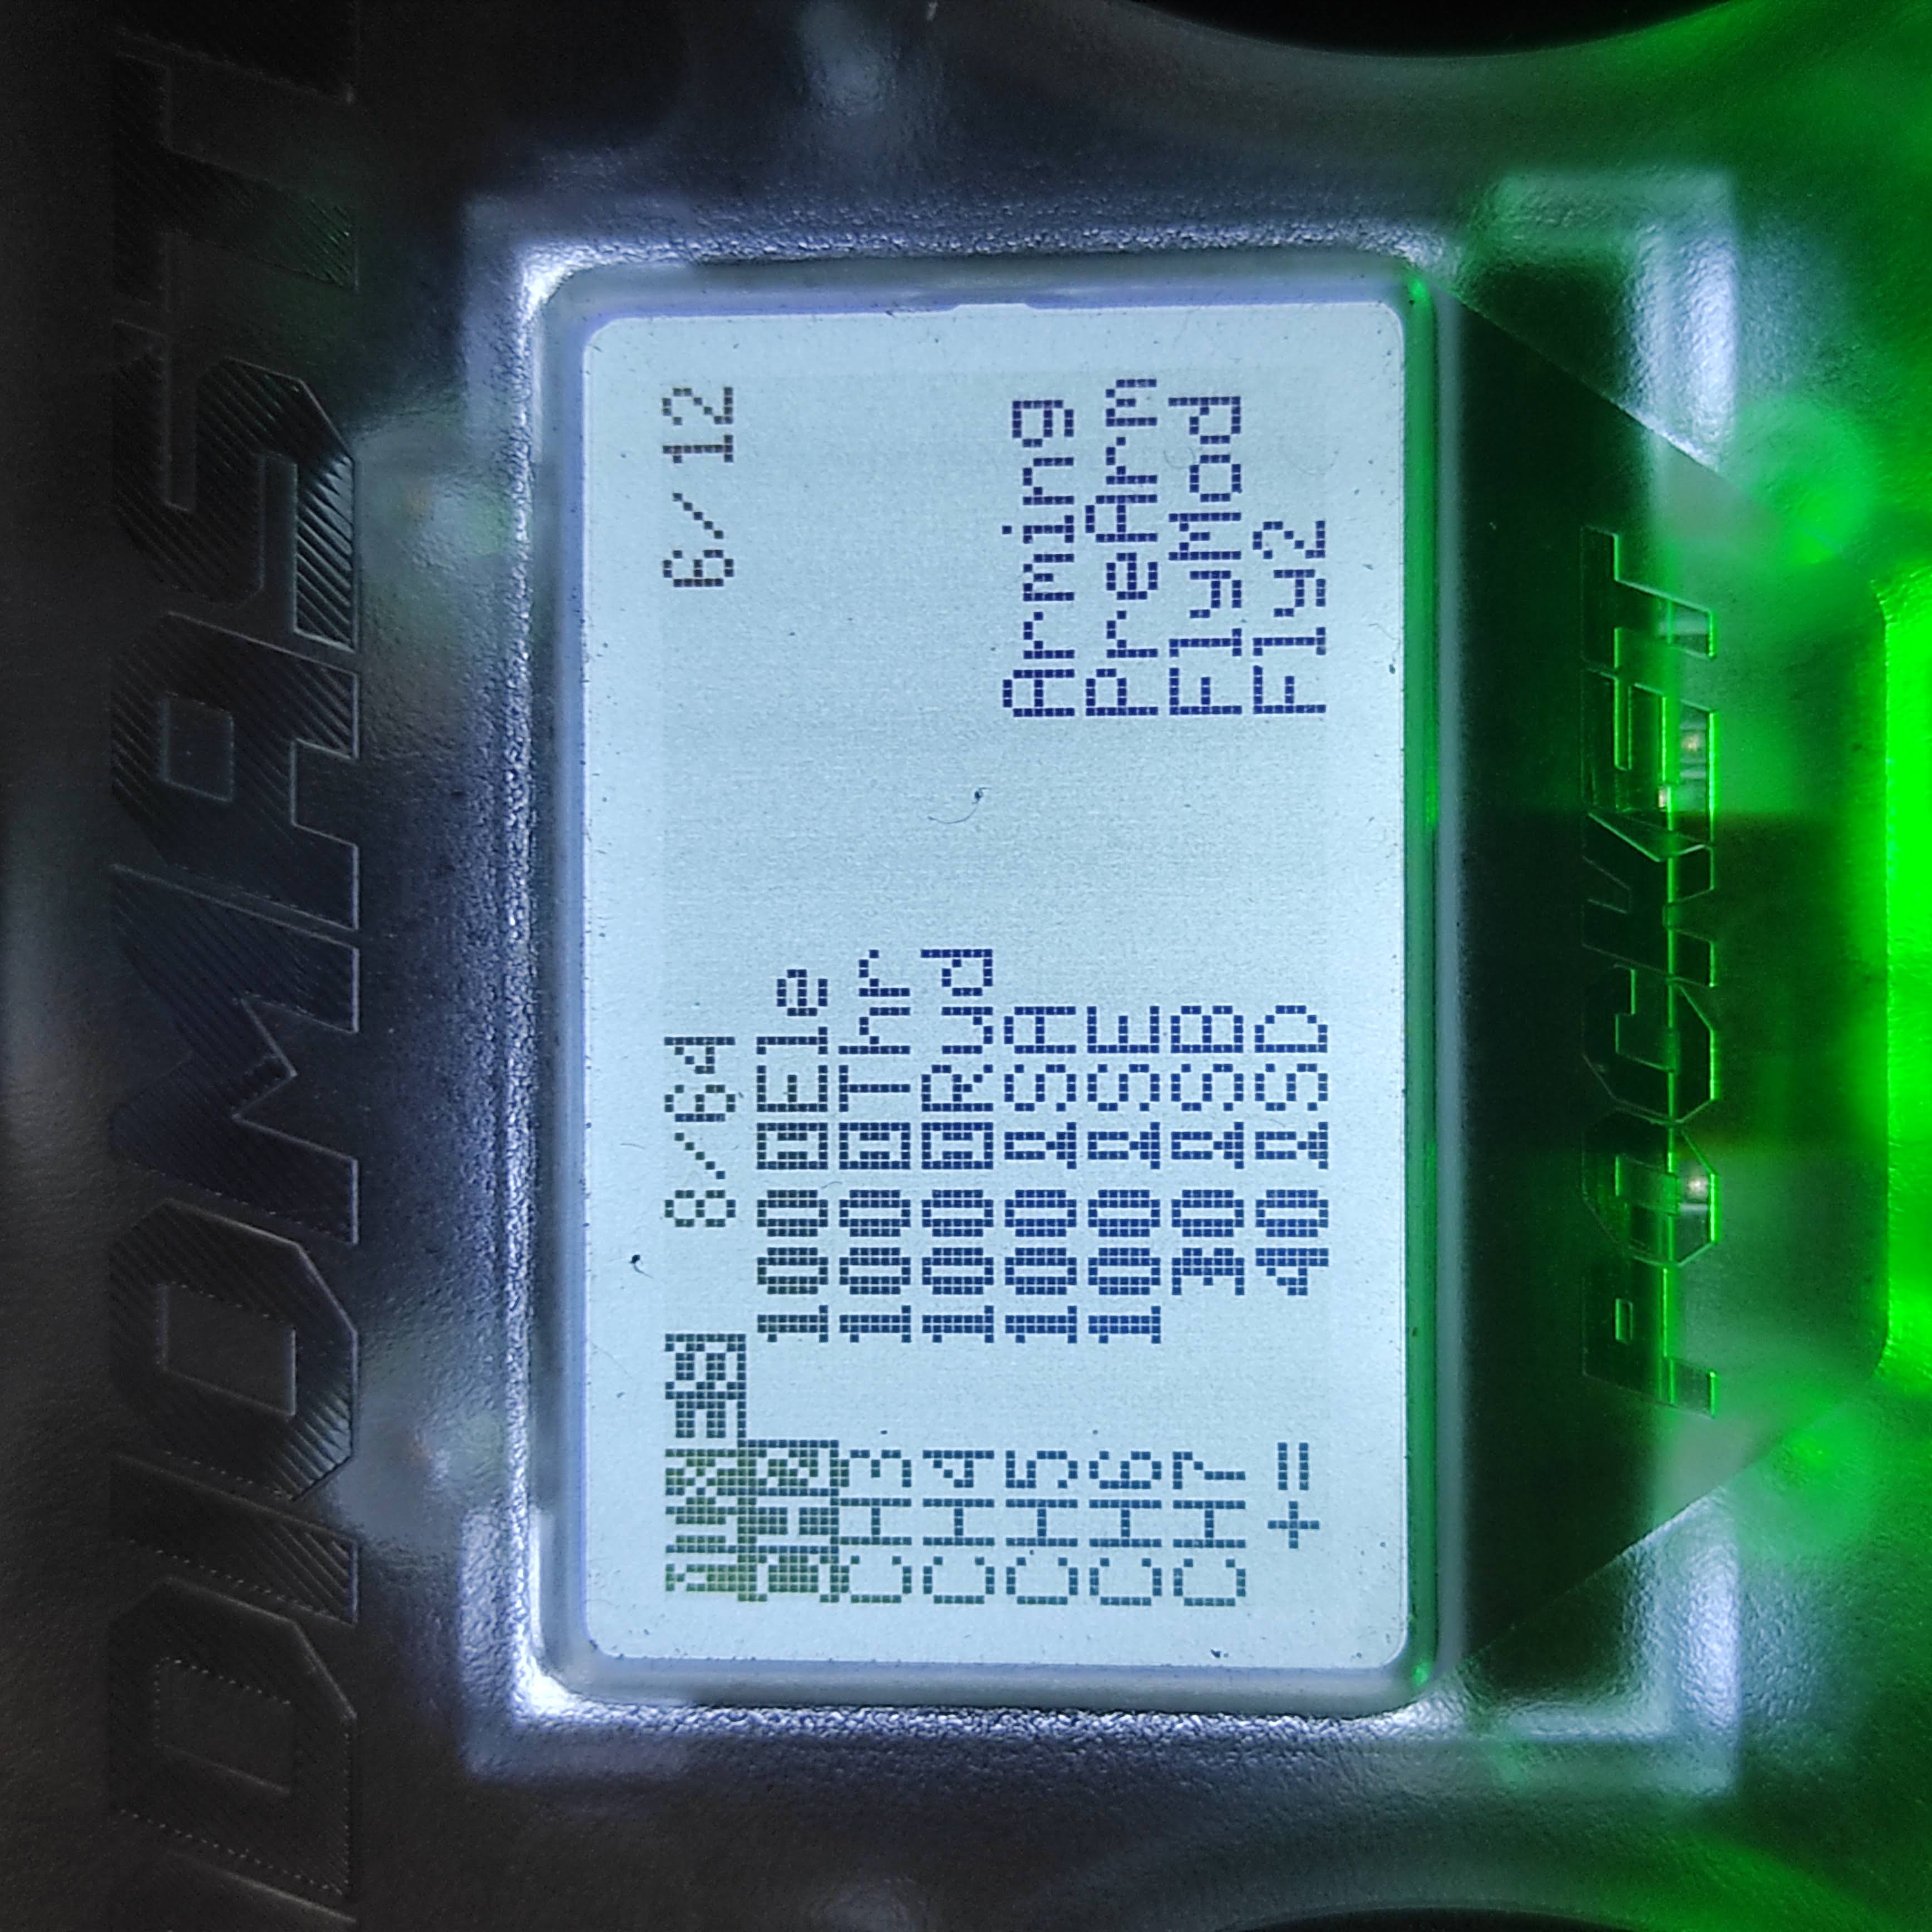 DIOMAST
8/64 6/12
100 Ele
CH3 100 Thr
CH4 100 Rud
CH5 100 SA Arming
CH6 100 SE PreArm
CH7 30 SB FlyMod
+= 40 SD Fly2
POCKET